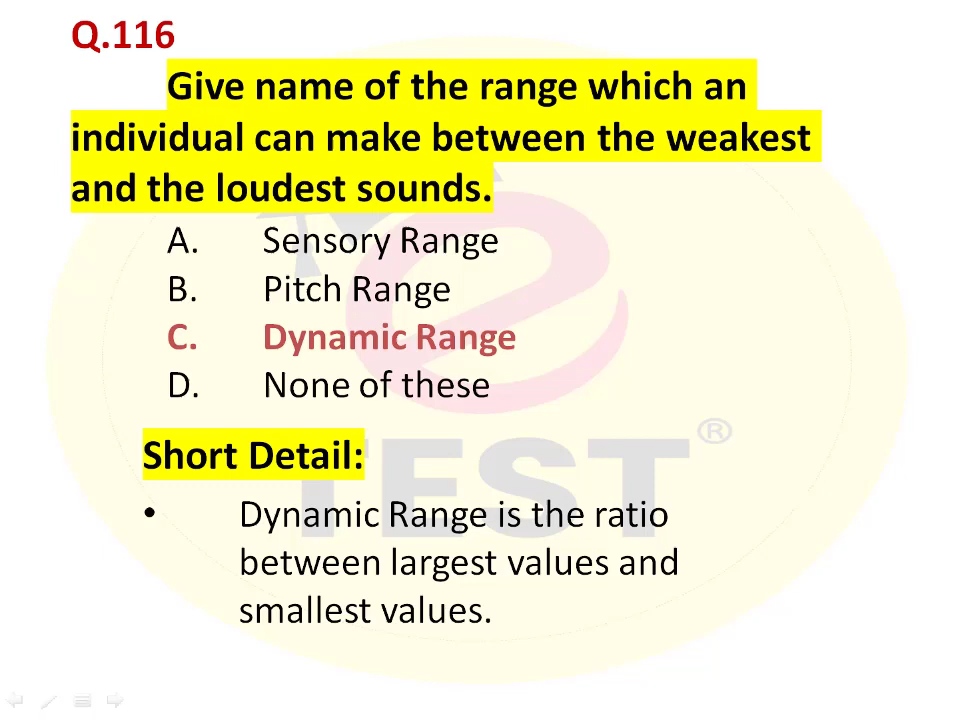 Q.116
Give name of the range which an
individual can make between the weakest
and the loudest sounds.
A. Sensory Range
B. Pitch Range
C. Dynamic Range
D. None of these
Short Detail:
• Dynamic Range is the ratio
between largest values and
smallest values.
e
TEST®